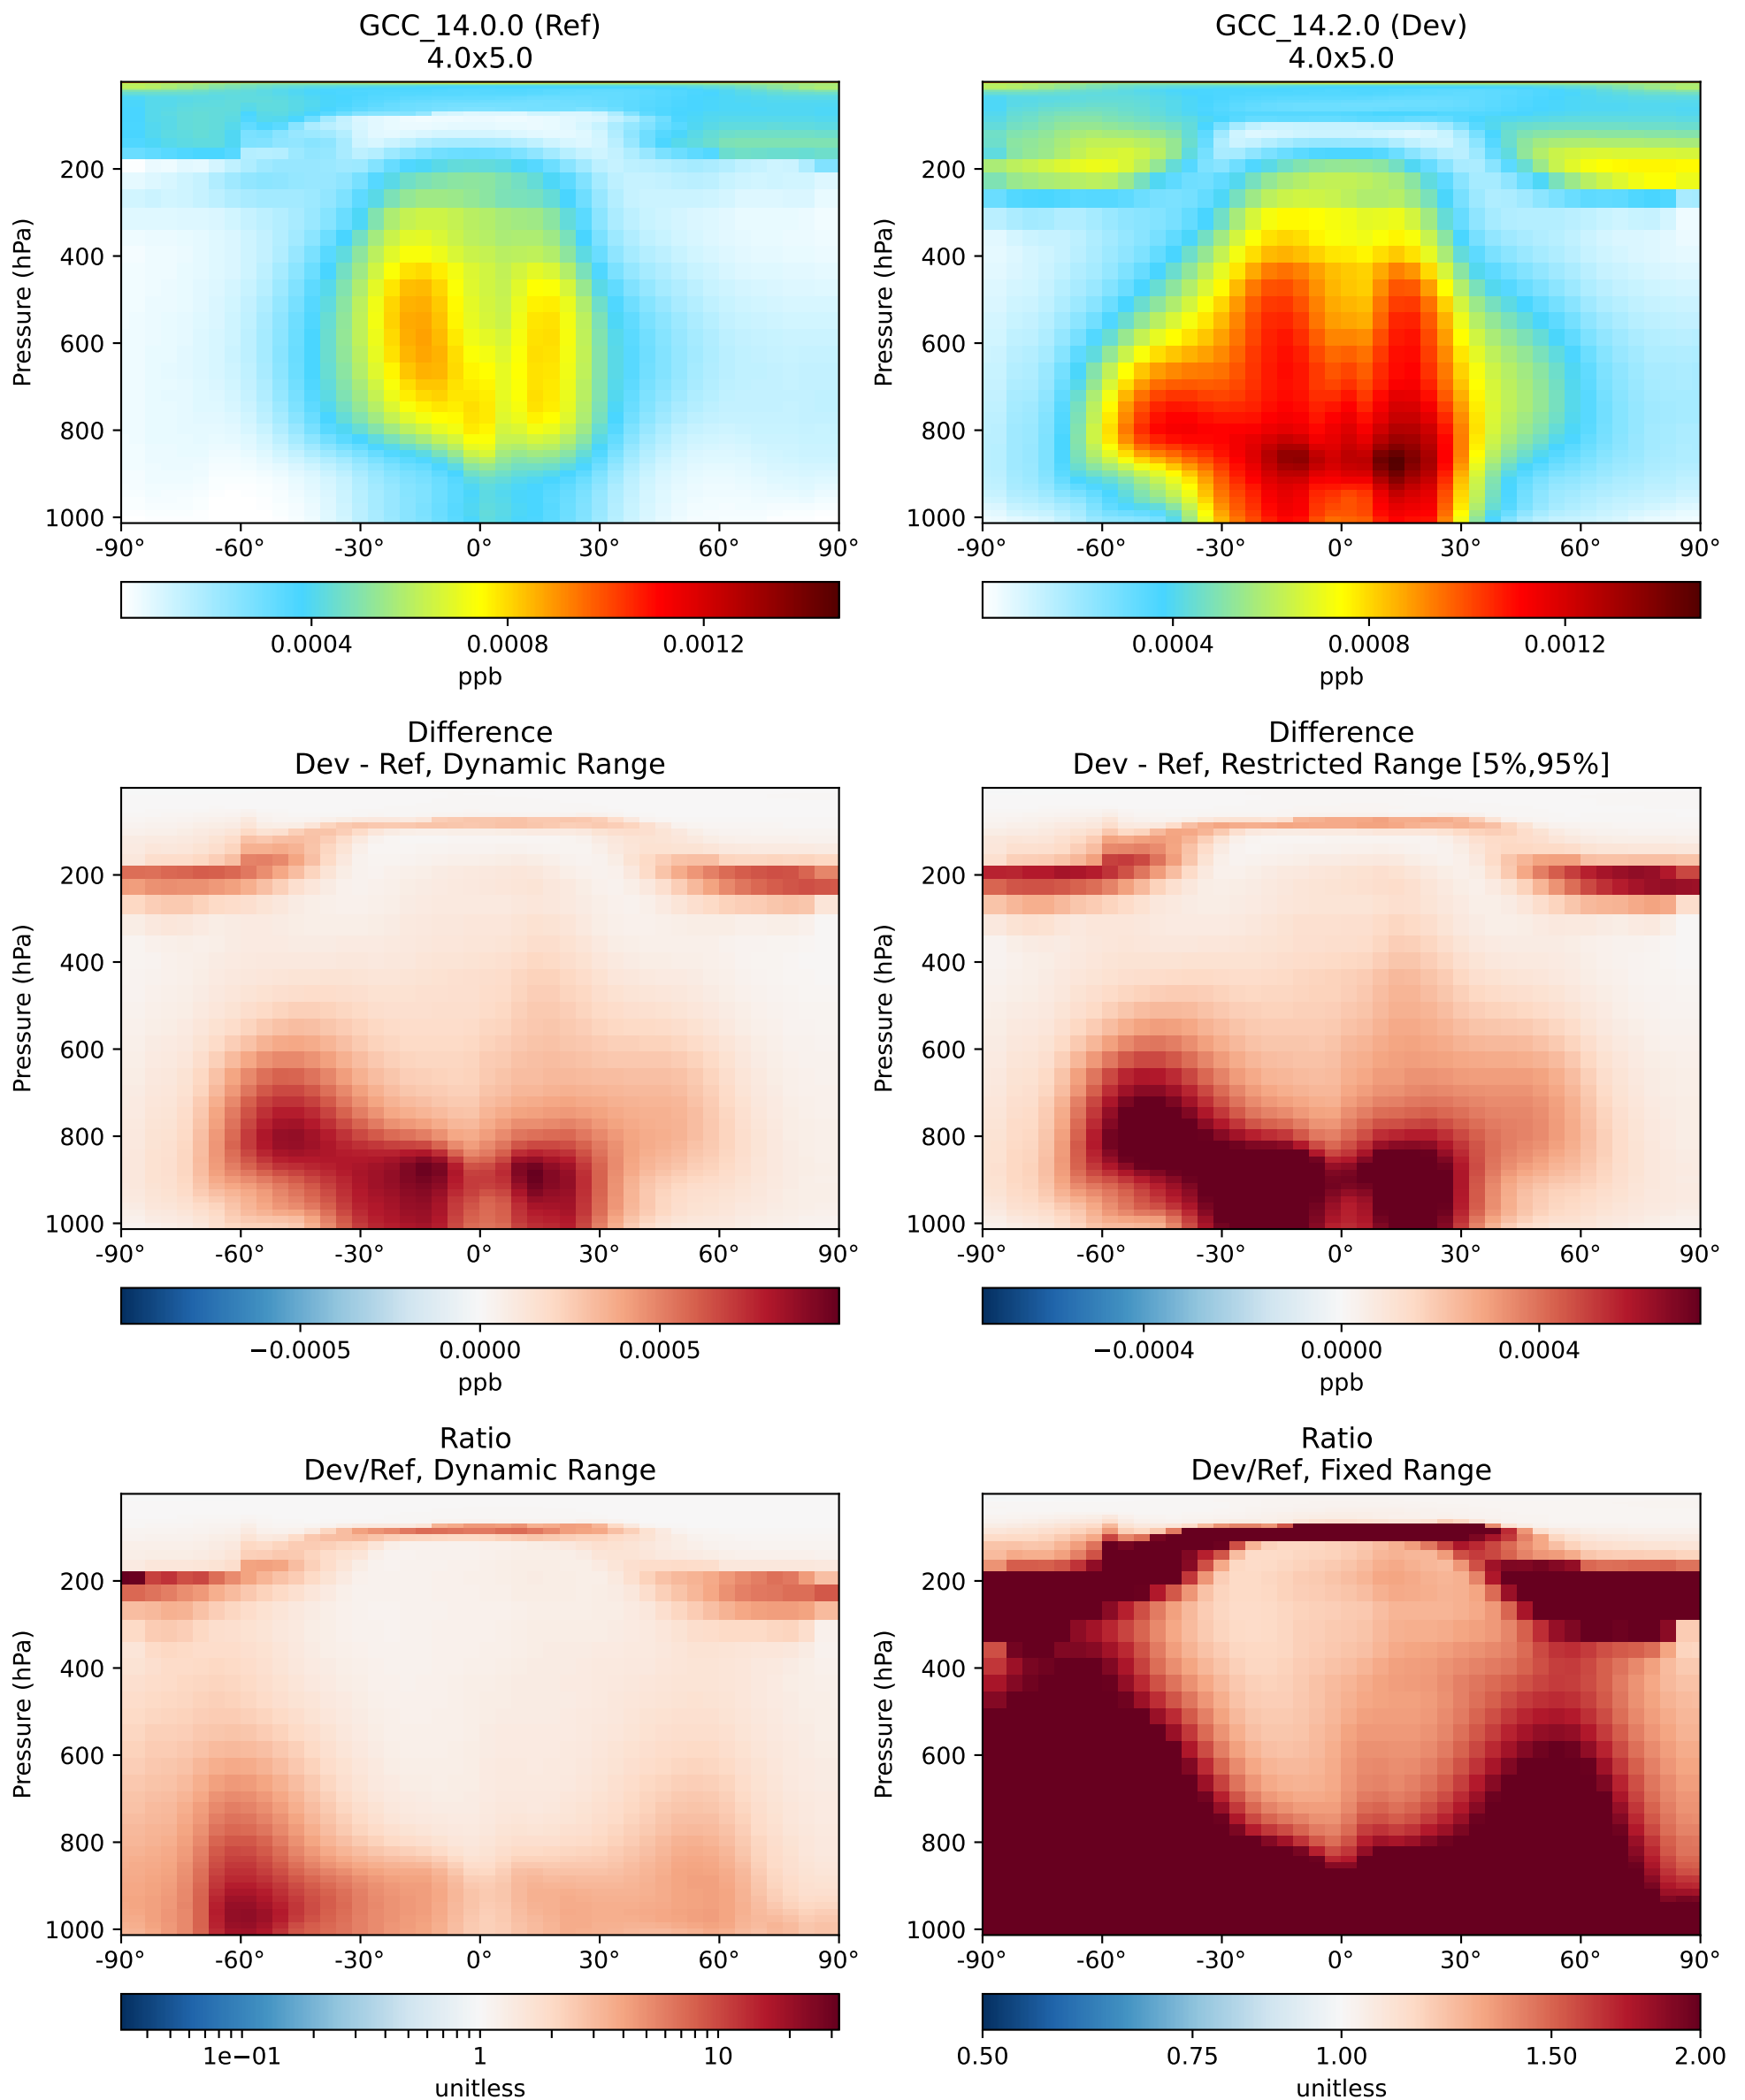 GCC_14.0.0 (Ref)
4.0x5.0
Pressure (hPa)
200
400
600
800
1000
-90° -60° -30° 0° 30° 60° 90°
0.0004 0.0008 0.0012
ppb
GCC_14.2.0 (Dev)
4.0x5.0
Pressure (hPa)
200
400
600
800
1000
-90° -60° -30° 0° 30° 60° 90°
0.0004 0.0008 0.0012
ppb
Difference
Dev - Ref, Dynamic Range
Pressure (hPa)
200
400
600
800
1000
-90° -60° -30° 0° 30° 60° 90°
−0.0005 0.0000 0.0005
ppb
Difference
Dev - Ref, Restricted Range [5%,95%]
Pressure (hPa)
200
400
600
800
1000
-90° -60° -30° 0° 30° 60° 90°
−0.0004 0.0000 0.0004
ppb
Ratio
Dev/Ref, Dynamic Range
Pressure (hPa)
200
400
600
800
1000
-90° -60° -30° 0° 30° 60° 90°
1e−01 1 10
unitless
Ratio
Dev/Ref, Fixed Range
Pressure (hPa)
200
400
600
800
1000
-90° -60° -30° 0° 30° 60° 90°
0.50 0.75 1.00 1.50 2.00
unitless